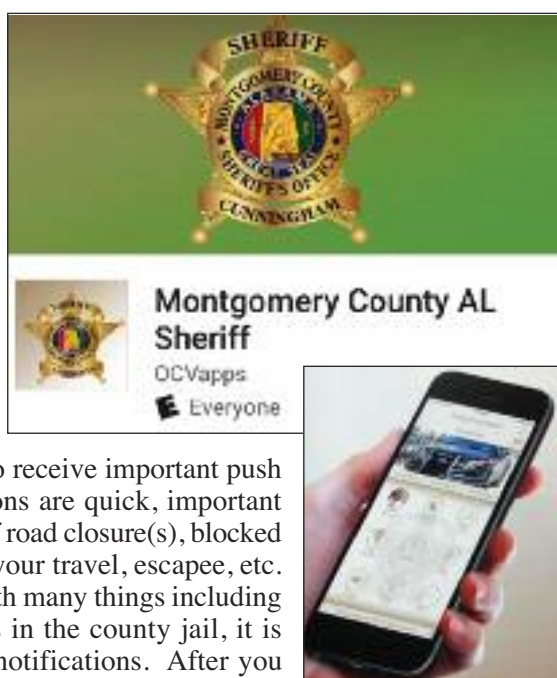 SHERIFF
MONTGOMERY COUNTY
ALABAMA
SHERIFF'S OFFICE
CUNNINGHAM
Montgomery County AL
Sheriff
OCVapps
E Everyone
o receive important push
ons are quick, important
f road closure(s), blocked
your travel, escapee, etc.
th many things including
s in the county jail, it is
notifications. After you